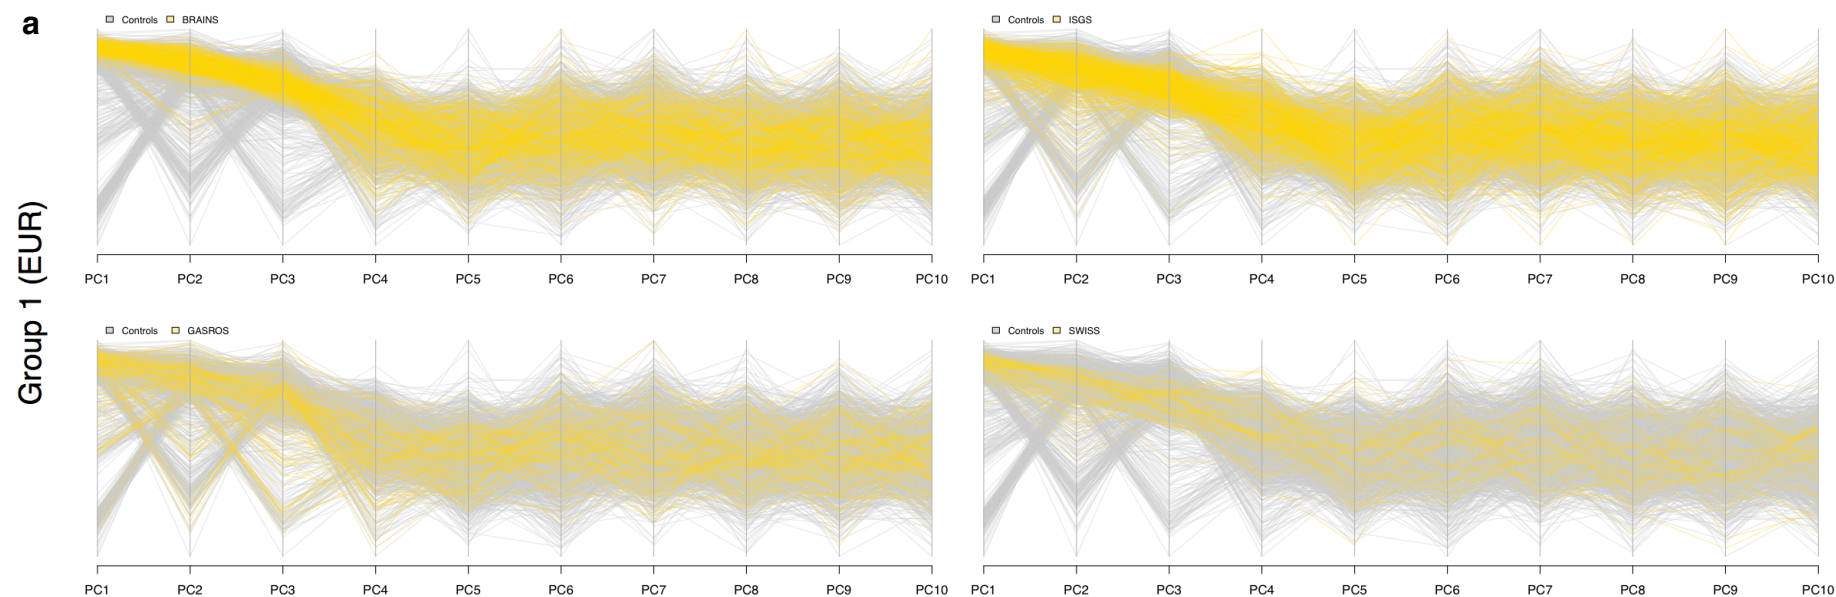 a
Group 1 (EUR)
Controls BRAINS
PC1 PC2 PC3 PC4 PC5 PC6 PC7 PC8 PC9 PC10
Controls ISGS
PC1 PC2 PC3 PC4 PC5 PC6 PC7 PC8 PC9 PC10
Controls GASROS
PC1 PC2 PC3 PC4 PC5 PC6 PC7 PC8 PC9 PC10
Controls SWISS
PC1 PC2 PC3 PC4 PC5 PC6 PC7 PC8 PC9 PC10